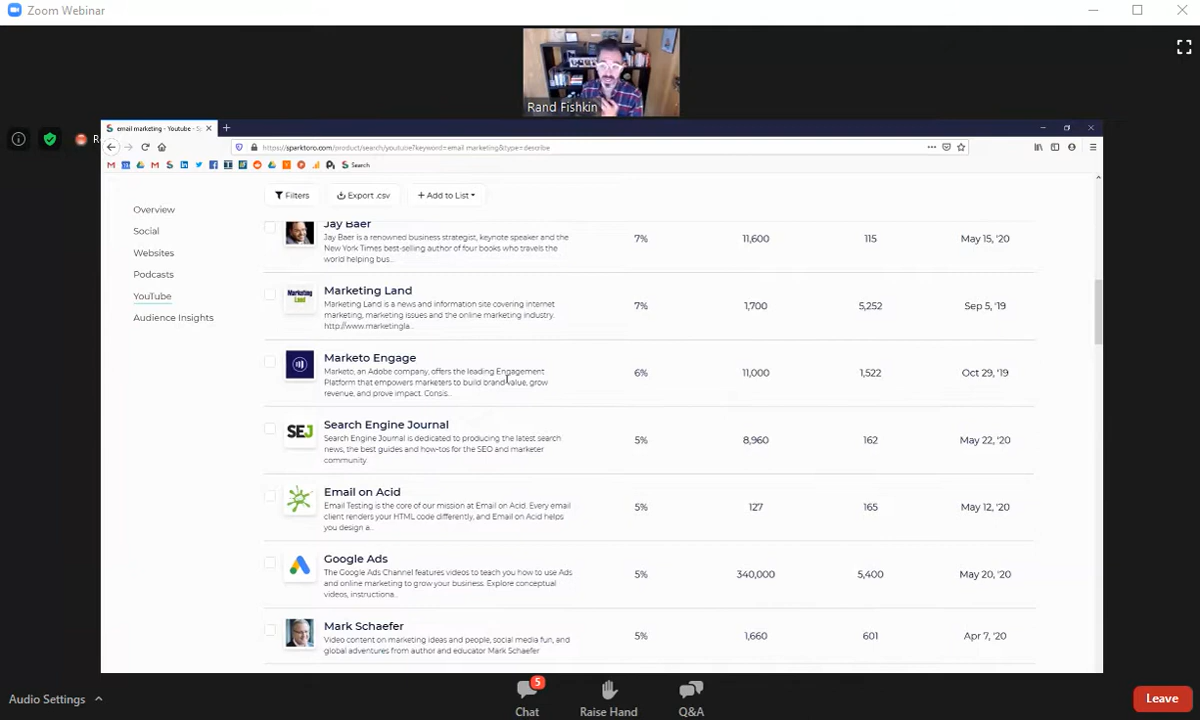 Zoom Webinar
Rand Fishkin
email marketing - Youtube - S
R
https://sparktoro.com/product/search/youtube?keyword=email marketing&type=describe
Search
Filters
Export .csv
+ Add to List
Overview
Social
Websites
Podcasts
YouTube
Audience Insights
Jay Baer
Jay Baer is a renowned business strategist, keynote speaker and the
New York Times best-selling author of four books who travels the
world helping bus...
7% 11,600 115 May 15, '20
Marketing Land
Marketing Land
Marketing Land is a news and information site covering internet
marketing, marketing issues and the online marketing industry.
http://www.marketingla...
7% 1,700 5,252 Sep 5, '19
Marketo Engage
Marketo, an Adobe company, offers the leading Engagement
Platform that empowers marketers to build brand value, grow
revenue, and prove impact. Consis...
6% 11,000 1,522 Oct 29, '19
SEJ
Search Engine Journal
Search Engine Journal is dedicated to producing the latest search
news, the best guides and how-tos for the SEO and marketer
community
5% 8,960 162 May 22, '20
Email on Acid
Email Testing is the core of our mission at Email on Acid. Every email
client renders your HTML code differently, and Email on Acid helps
you design a...
5% 127 165 May 12, '20
Google Ads
The Google Ads Channel features videos to teach you how to use Ads
and online marketing to grow your business. Explore conceptual
videos, instructiona...
5% 340,000 5,400 May 20, '20
Mark Schaefer
Video content on marketing ideas and people, social media fun, and
global adventures from author and educator Mark Schaefer
5% 1,660 601 Apr 7, '20
Audio Settings
5
Chat
Raise Hand
Q&A
Leave